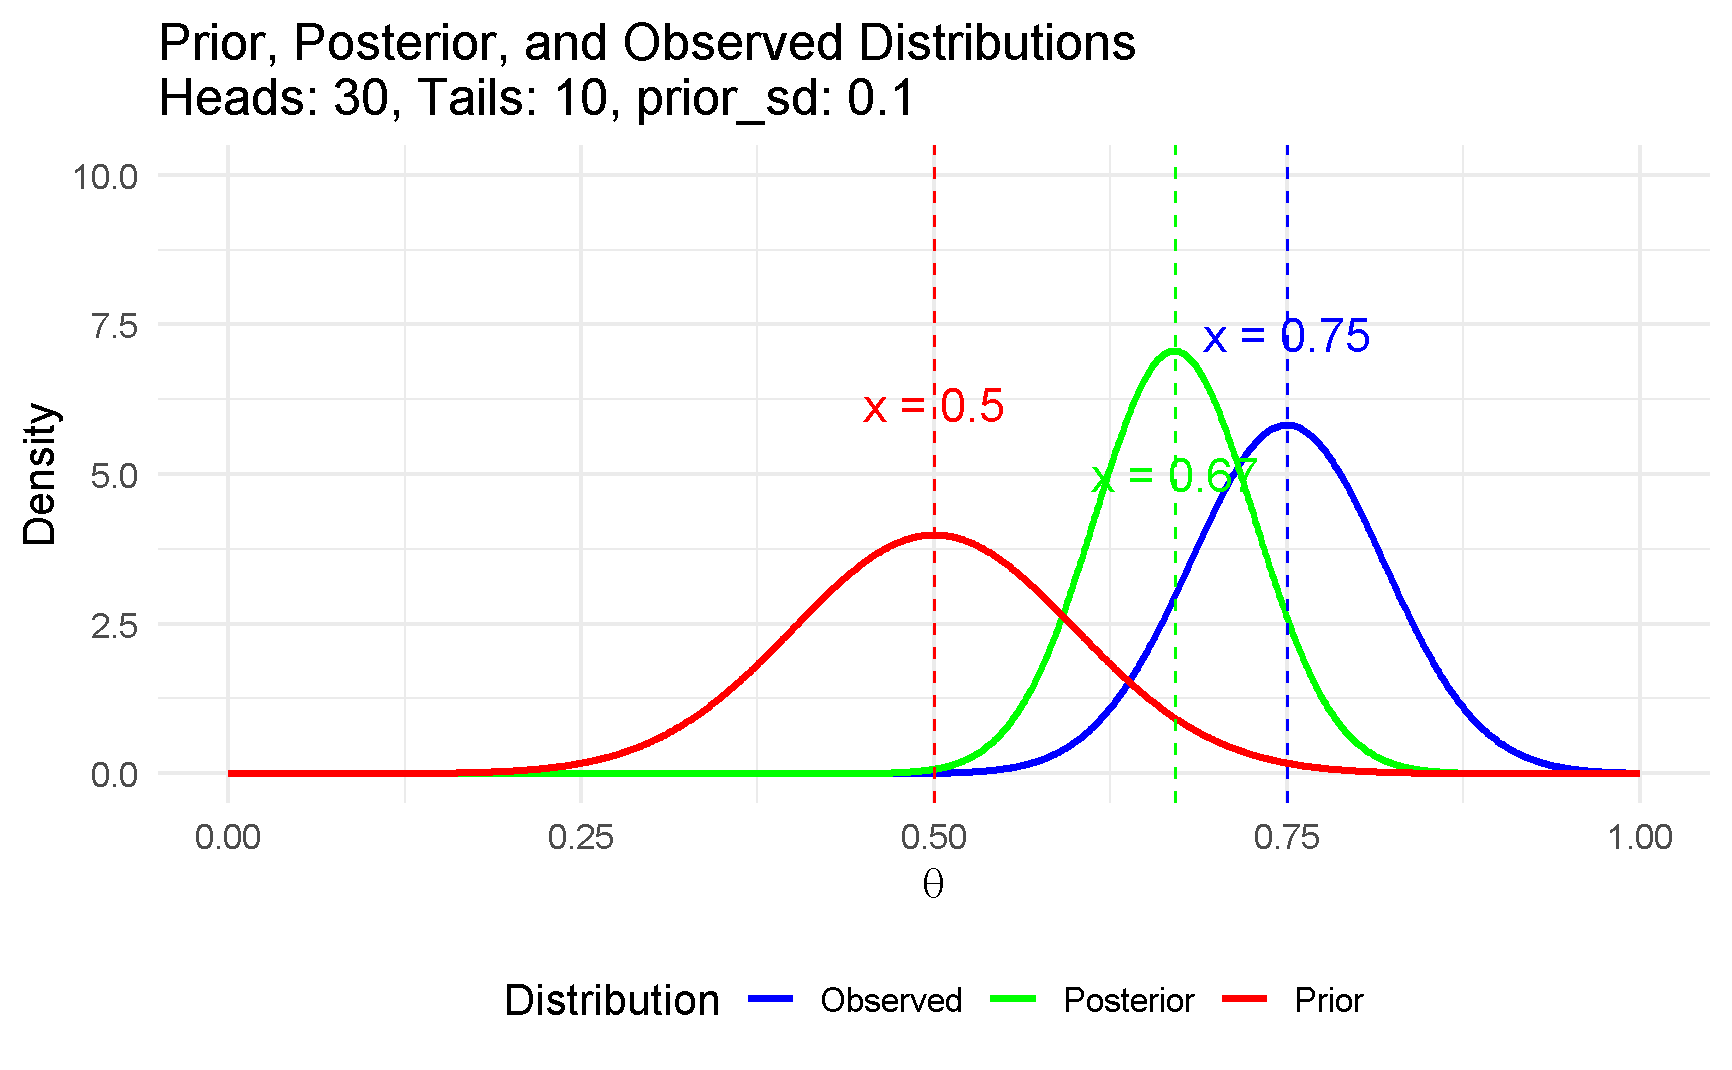 Prior, Posterior, and Observed Distributions
Heads: 30, Tails: 10, prior_sd: 0.1
10.0
7.5
5.0
2.5
0.0
Density
x = 0.75
x = 0.5
x = 0.67
0.00 0.25 0.50 0.75 1.00
θ
Distribution Observed Posterior Prior